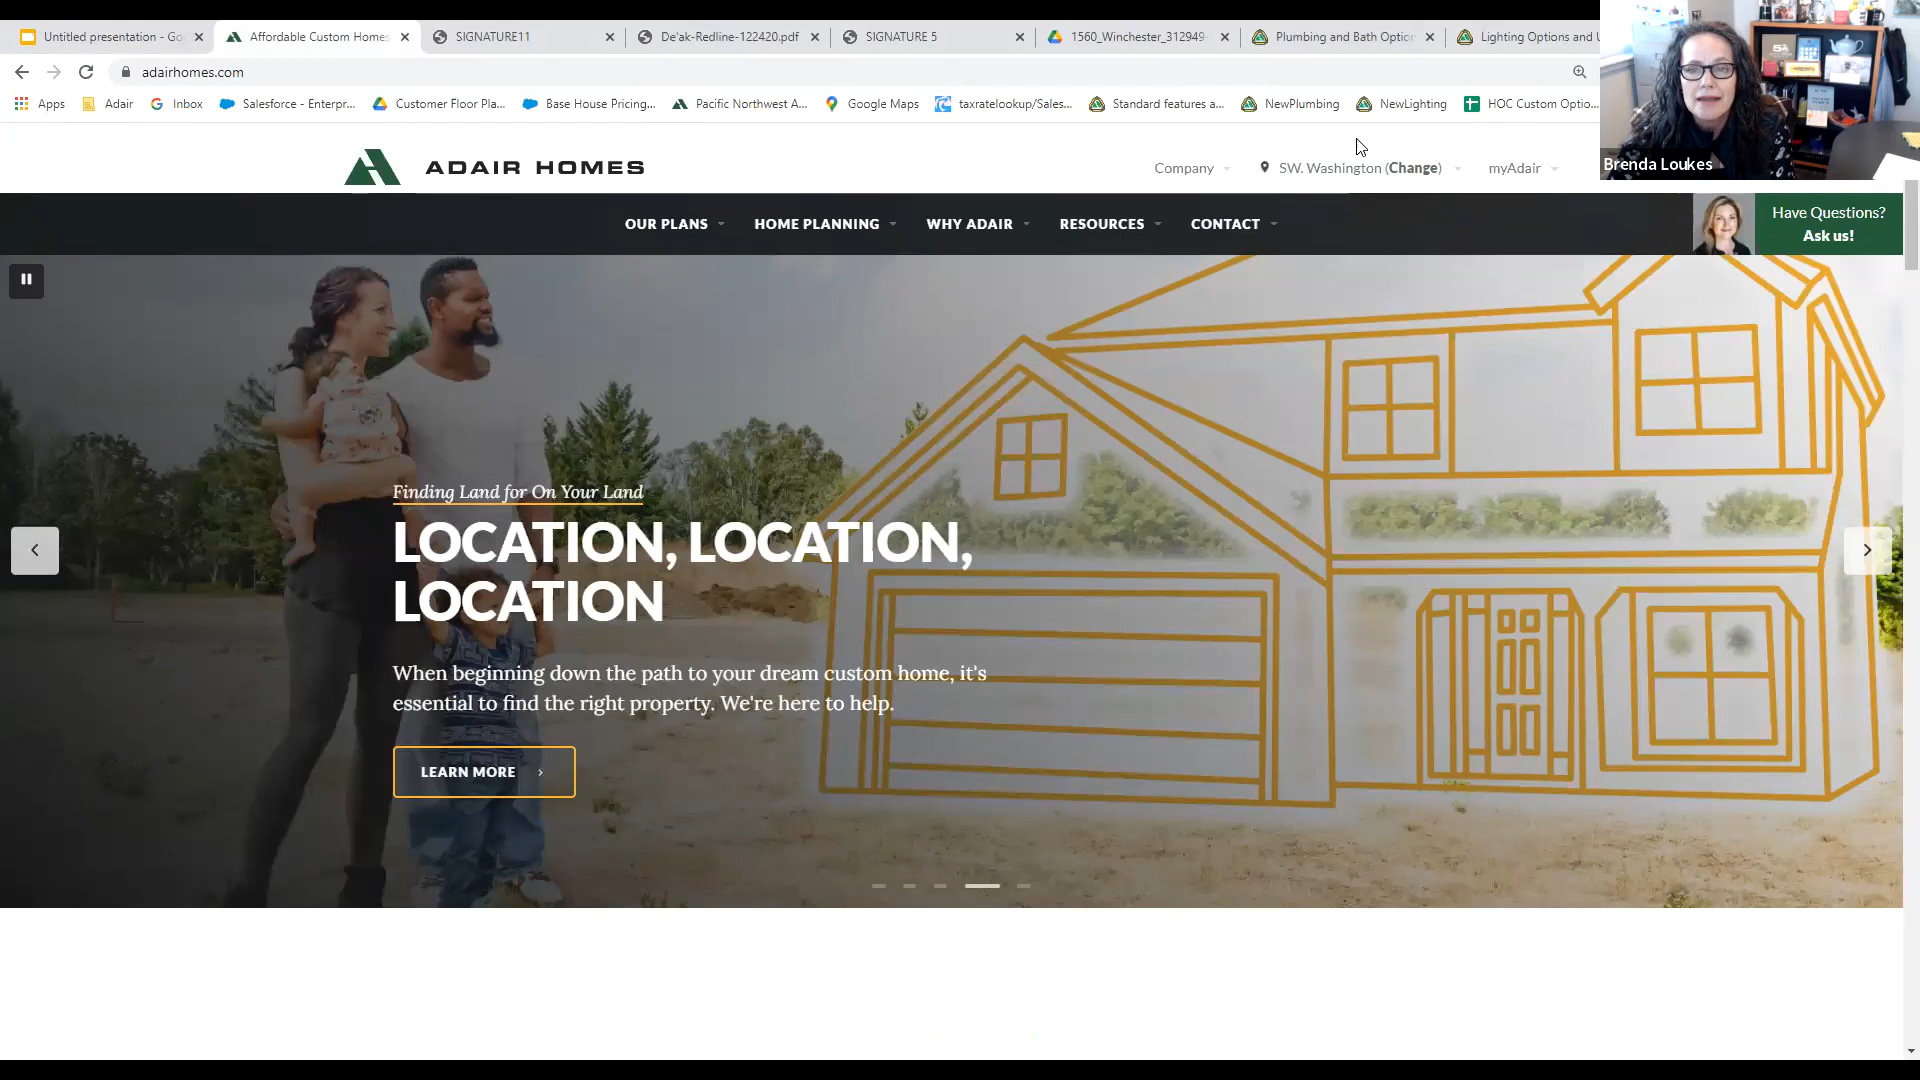 Untitled presentation - Go
Affordable Custom Homes
SIGNATURE11
De'ak-Redline-122420.pdf
SIGNATURE 5
1560_Winchester_312949-
Plumbing and Bath Option
Lighting Options and U
adairhomes.com
Apps
Adair
Inbox
Salesforce - Enterpr...
Customer Floor Pla...
Base House Pricing...
Pacific Northwest A...
Google Maps
taxratelookup/Sales...
Standard features a...
NewPlumbing
NewLighting
HOC Custom Optio...
Brenda Loukes
ADAIR HOMES
Company
SW. Washington (Change)
myAdair
OUR PLANS
HOME PLANNING
WHY ADAIR
RESOURCES
CONTACT
Have Questions?
Ask us!
Finding Land for On Your Land
LOCATION, LOCATION,
LOCATION
When beginning down the path to your dream custom home, it's
essential to find the right property. We're here to help.
LEARN MORE